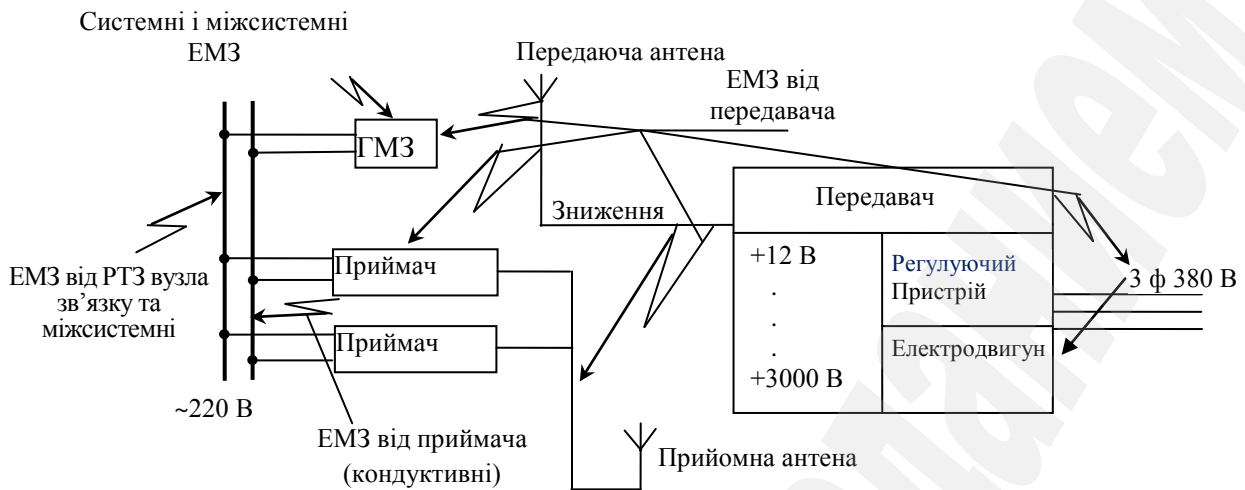 Системні і міжсистемні
ЕМЗ
Передаюча антена
ЕМЗ від
передавача
ГМЗ
Передавач
Зниження
+12 В
.
.
.
+3000 В
Регулуючий
Пристрій
3 ф 380 В
Електродвигун
Приймач
ЕМЗ від РТЗ вузла
зв’язку та
міжсистемні
Приймач
~220 В
ЕМЗ від приймача
(кондуктивні)
Прийомна антена